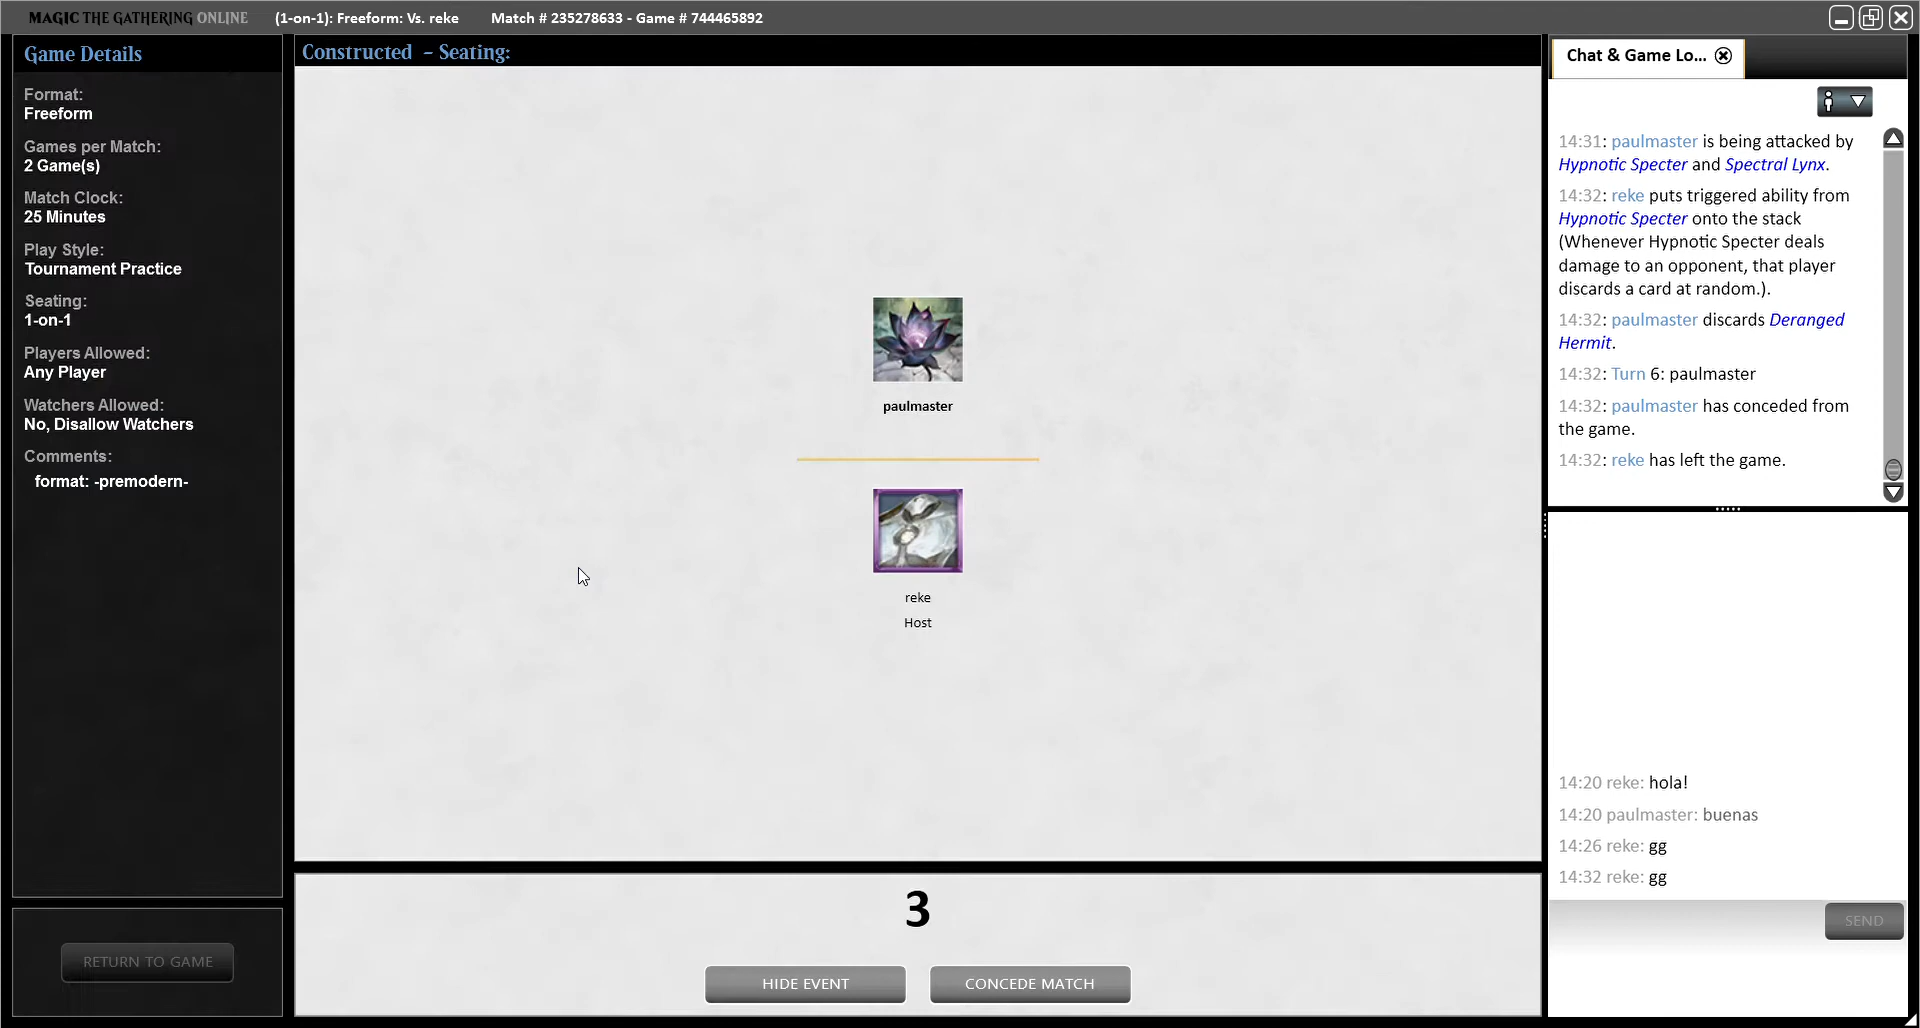 MAGIC THE GATHERING ONLINE (1-on-1): Freeform: Vs. reke Match # 235278633 - Game # 744465892
Game Details
Format:
Freeform
Games per Match:
2 Game(s)
Match Clock:
25 Minutes
Play Style:
Tournament Practice
Seating:
1-on-1
Players Allowed:
Any Player
Watchers Allowed:
No, Disallow Watchers
Comments:
format: -premodern-
RETURN TO GAME
Constructed – Seating:
paulmaster
reke
Host
3
HIDE EVENT CONCEDE MATCH
Chat & Game Lo...
14:31: paulmaster is being attacked by
Hypnotic Specter and Spectral Lynx.
14:32: reke puts triggered ability from
Hypnotic Specter onto the stack
(Whenever Hypnotic Specter deals
damage to an opponent, that player
discards a card at random.).
14:32: paulmaster discards Deranged
Hermit.
14:32: Turn 6: paulmaster
14:32: paulmaster has conceded from
the game.
14:32: reke has left the game.
14:20 reke: hola!
14:20 paulmaster: buenas
14:26 reke: gg
14:32 reke: gg
SEND